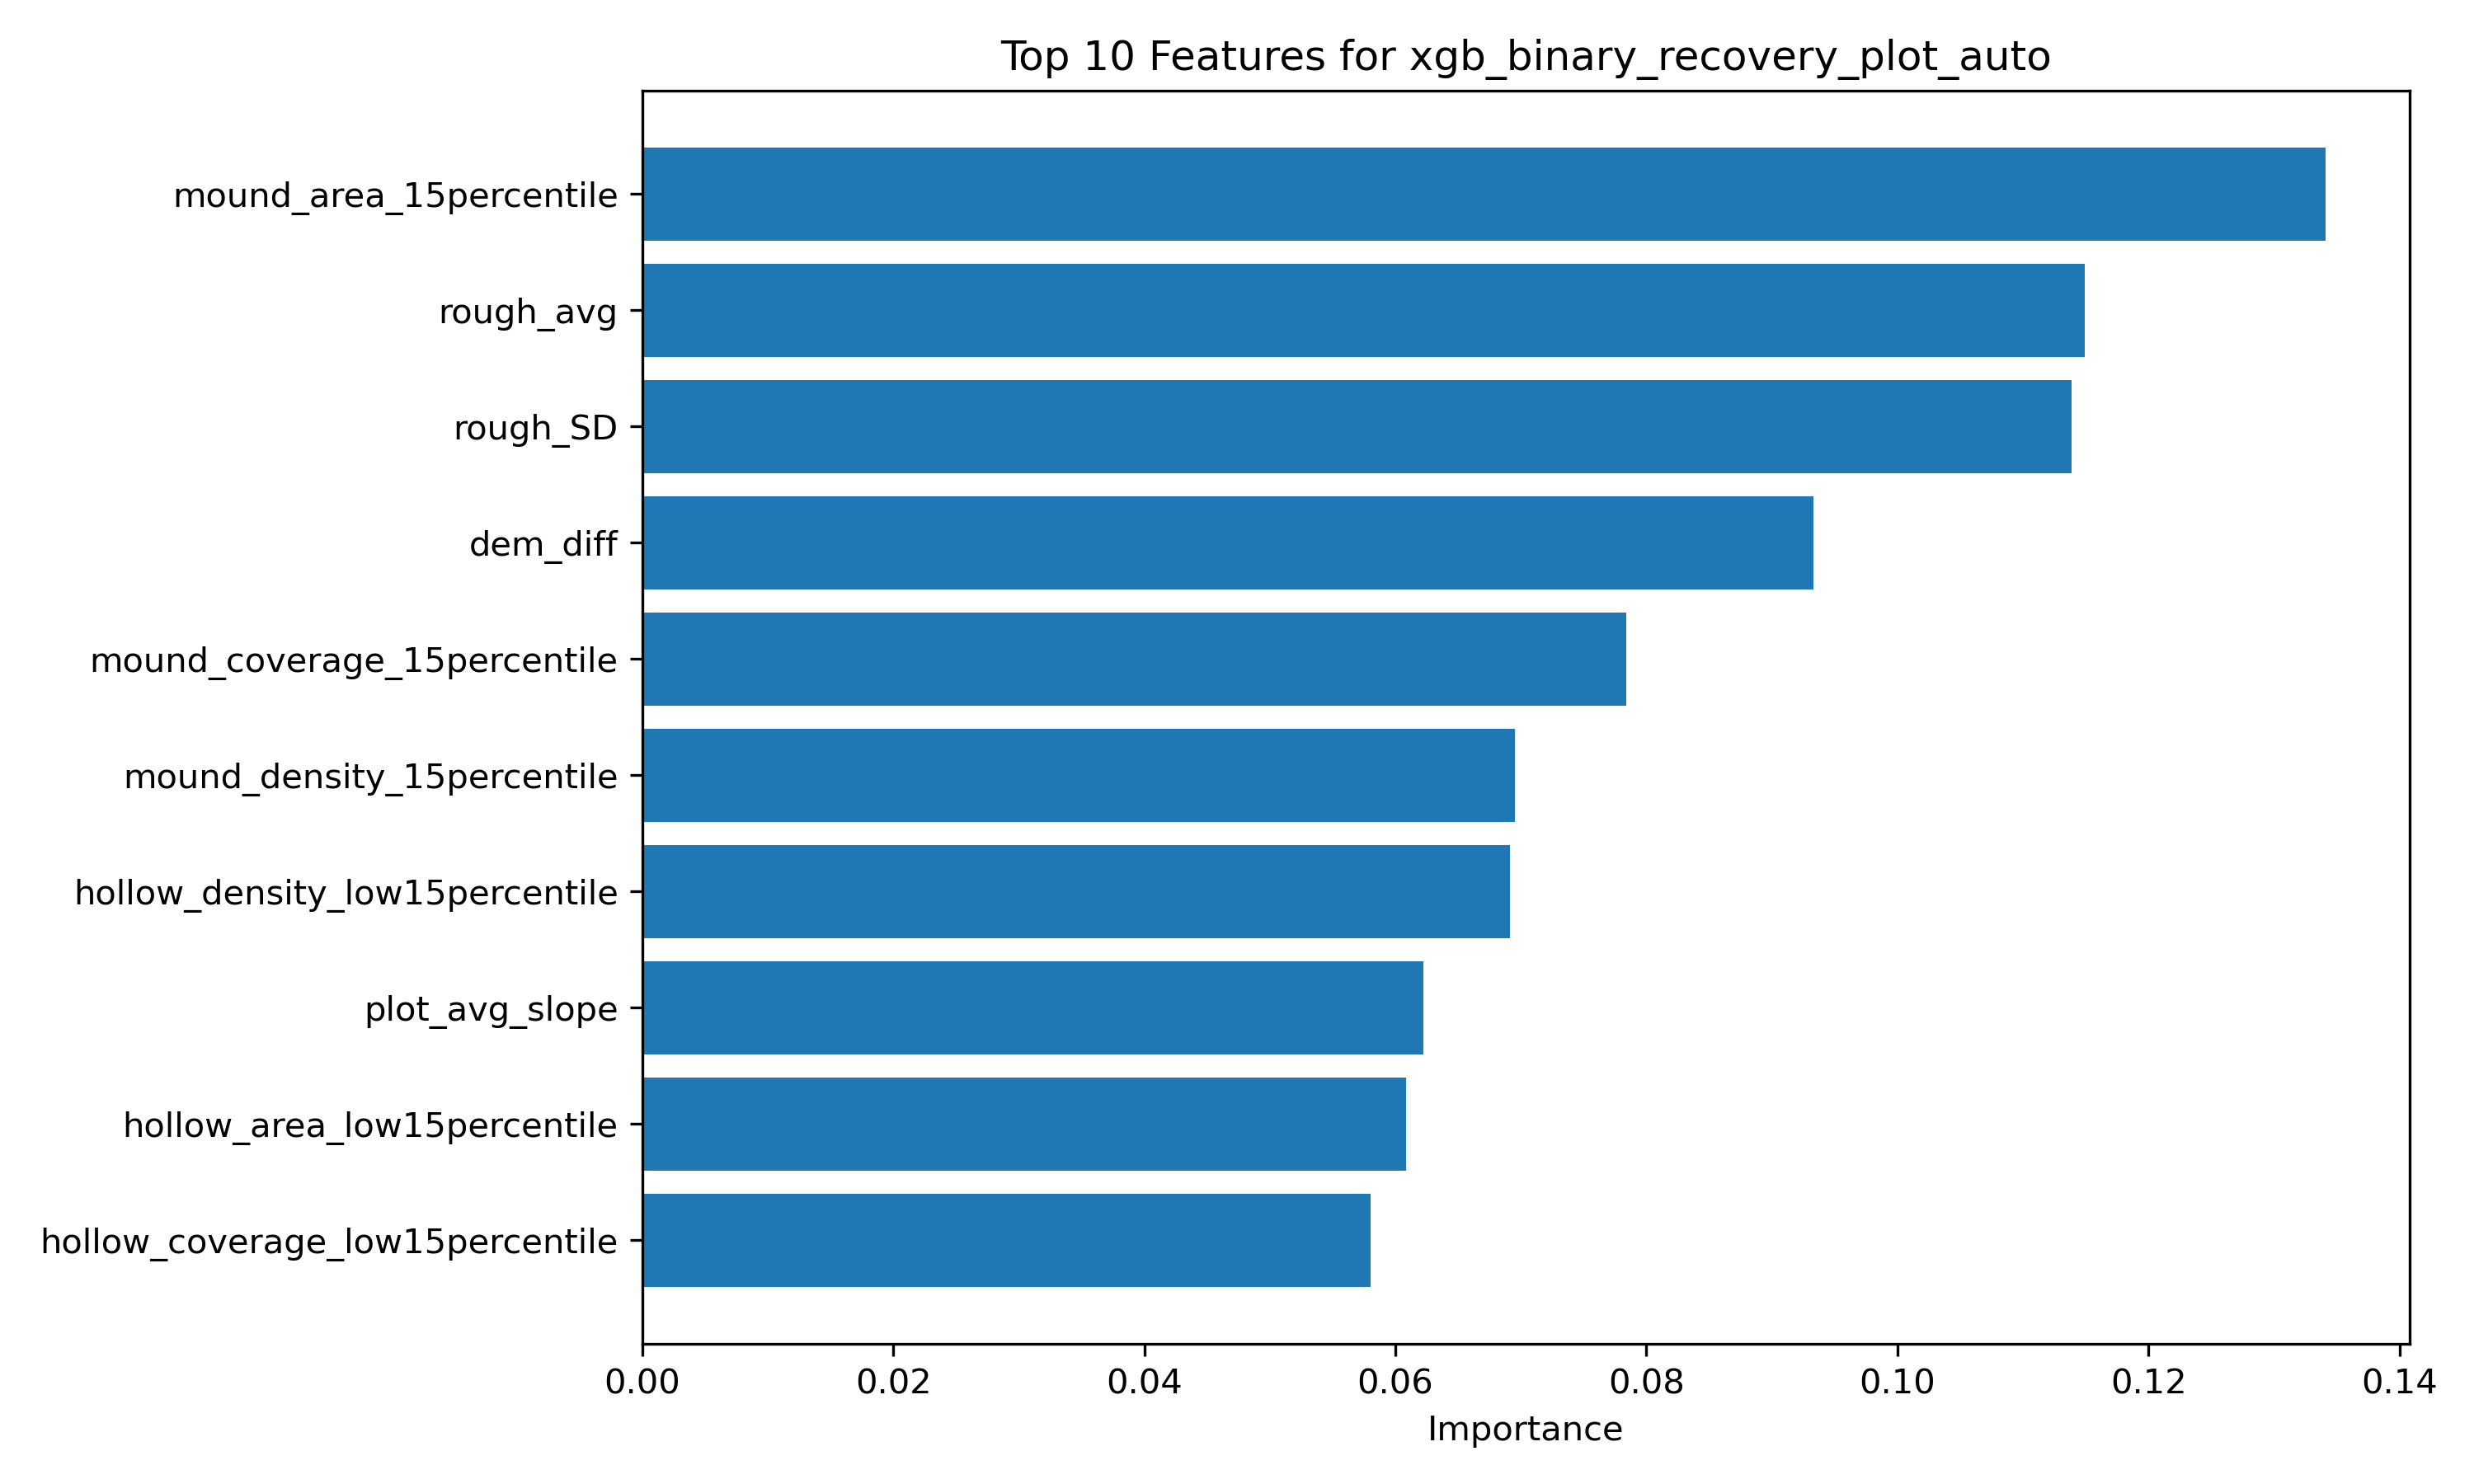 Top 10 Features for xgb_binary_recovery_plot_auto
mound_area_15percentile
rough_avg
rough_SD
dem_diff
mound_coverage_15percentile
mound_density_15percentile
hollow_density_low15percentile
plot_avg_slope
hollow_area_low15percentile
hollow_coverage_low15percentile
0.00 0.02 0.04 0.06 0.08 0.10 0.12 0.14
Importance